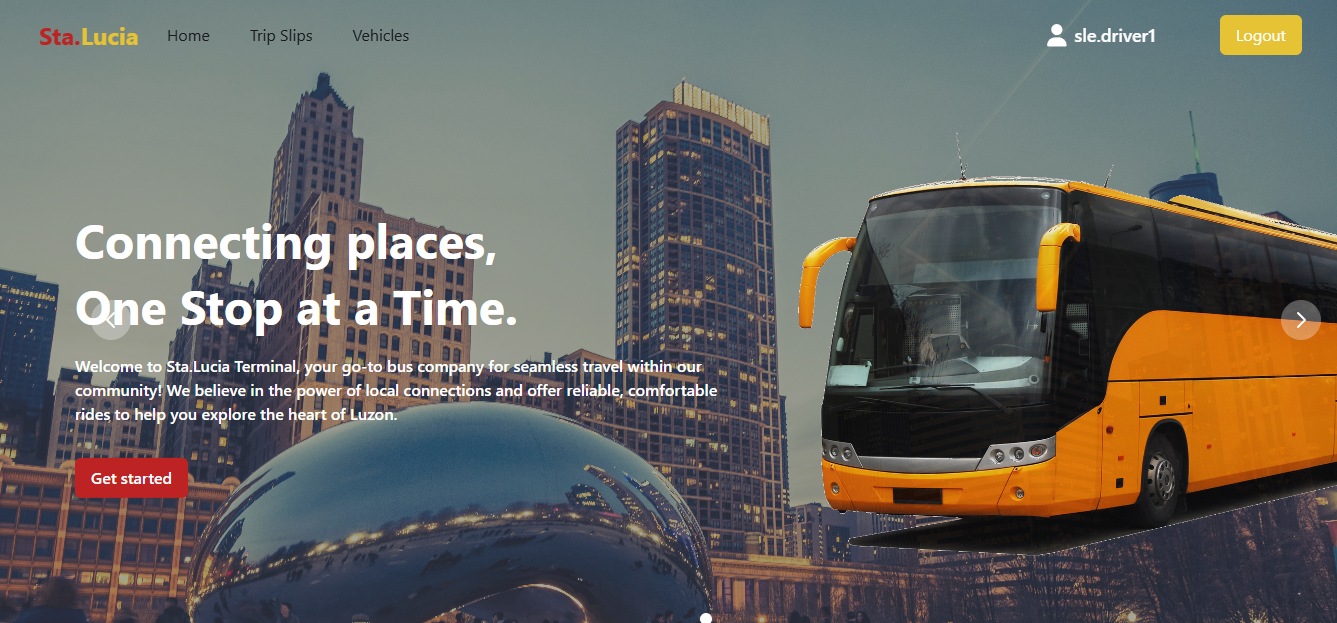 Sta.Lucia Home Trip Slips Vehicles sle.driver1 Logout
Connecting places,
One Stop at a Time.
Welcome to Sta.Lucia Terminal, your go-to bus company for seamless travel within our
community! We believe in the power of local connections and offer reliable, comfortable
rides to help you explore the heart of Luzon.
Get started